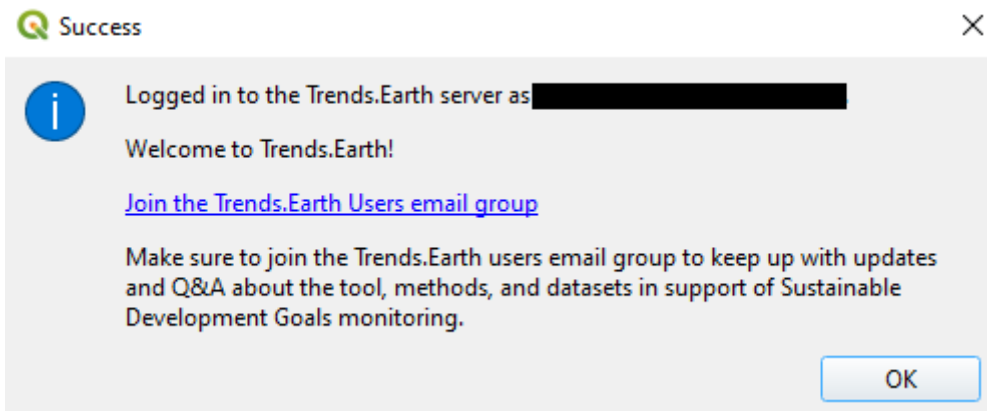 Success
Logged in to the Trends.Earth server as
Welcome to Trends.Earth!
Join the Trends.Earth Users email group
Make sure to join the Trends.Earth users email group to keep up with updates
and Q&A about the tool, methods, and datasets in support of Sustainable
Development Goals monitoring.
OK